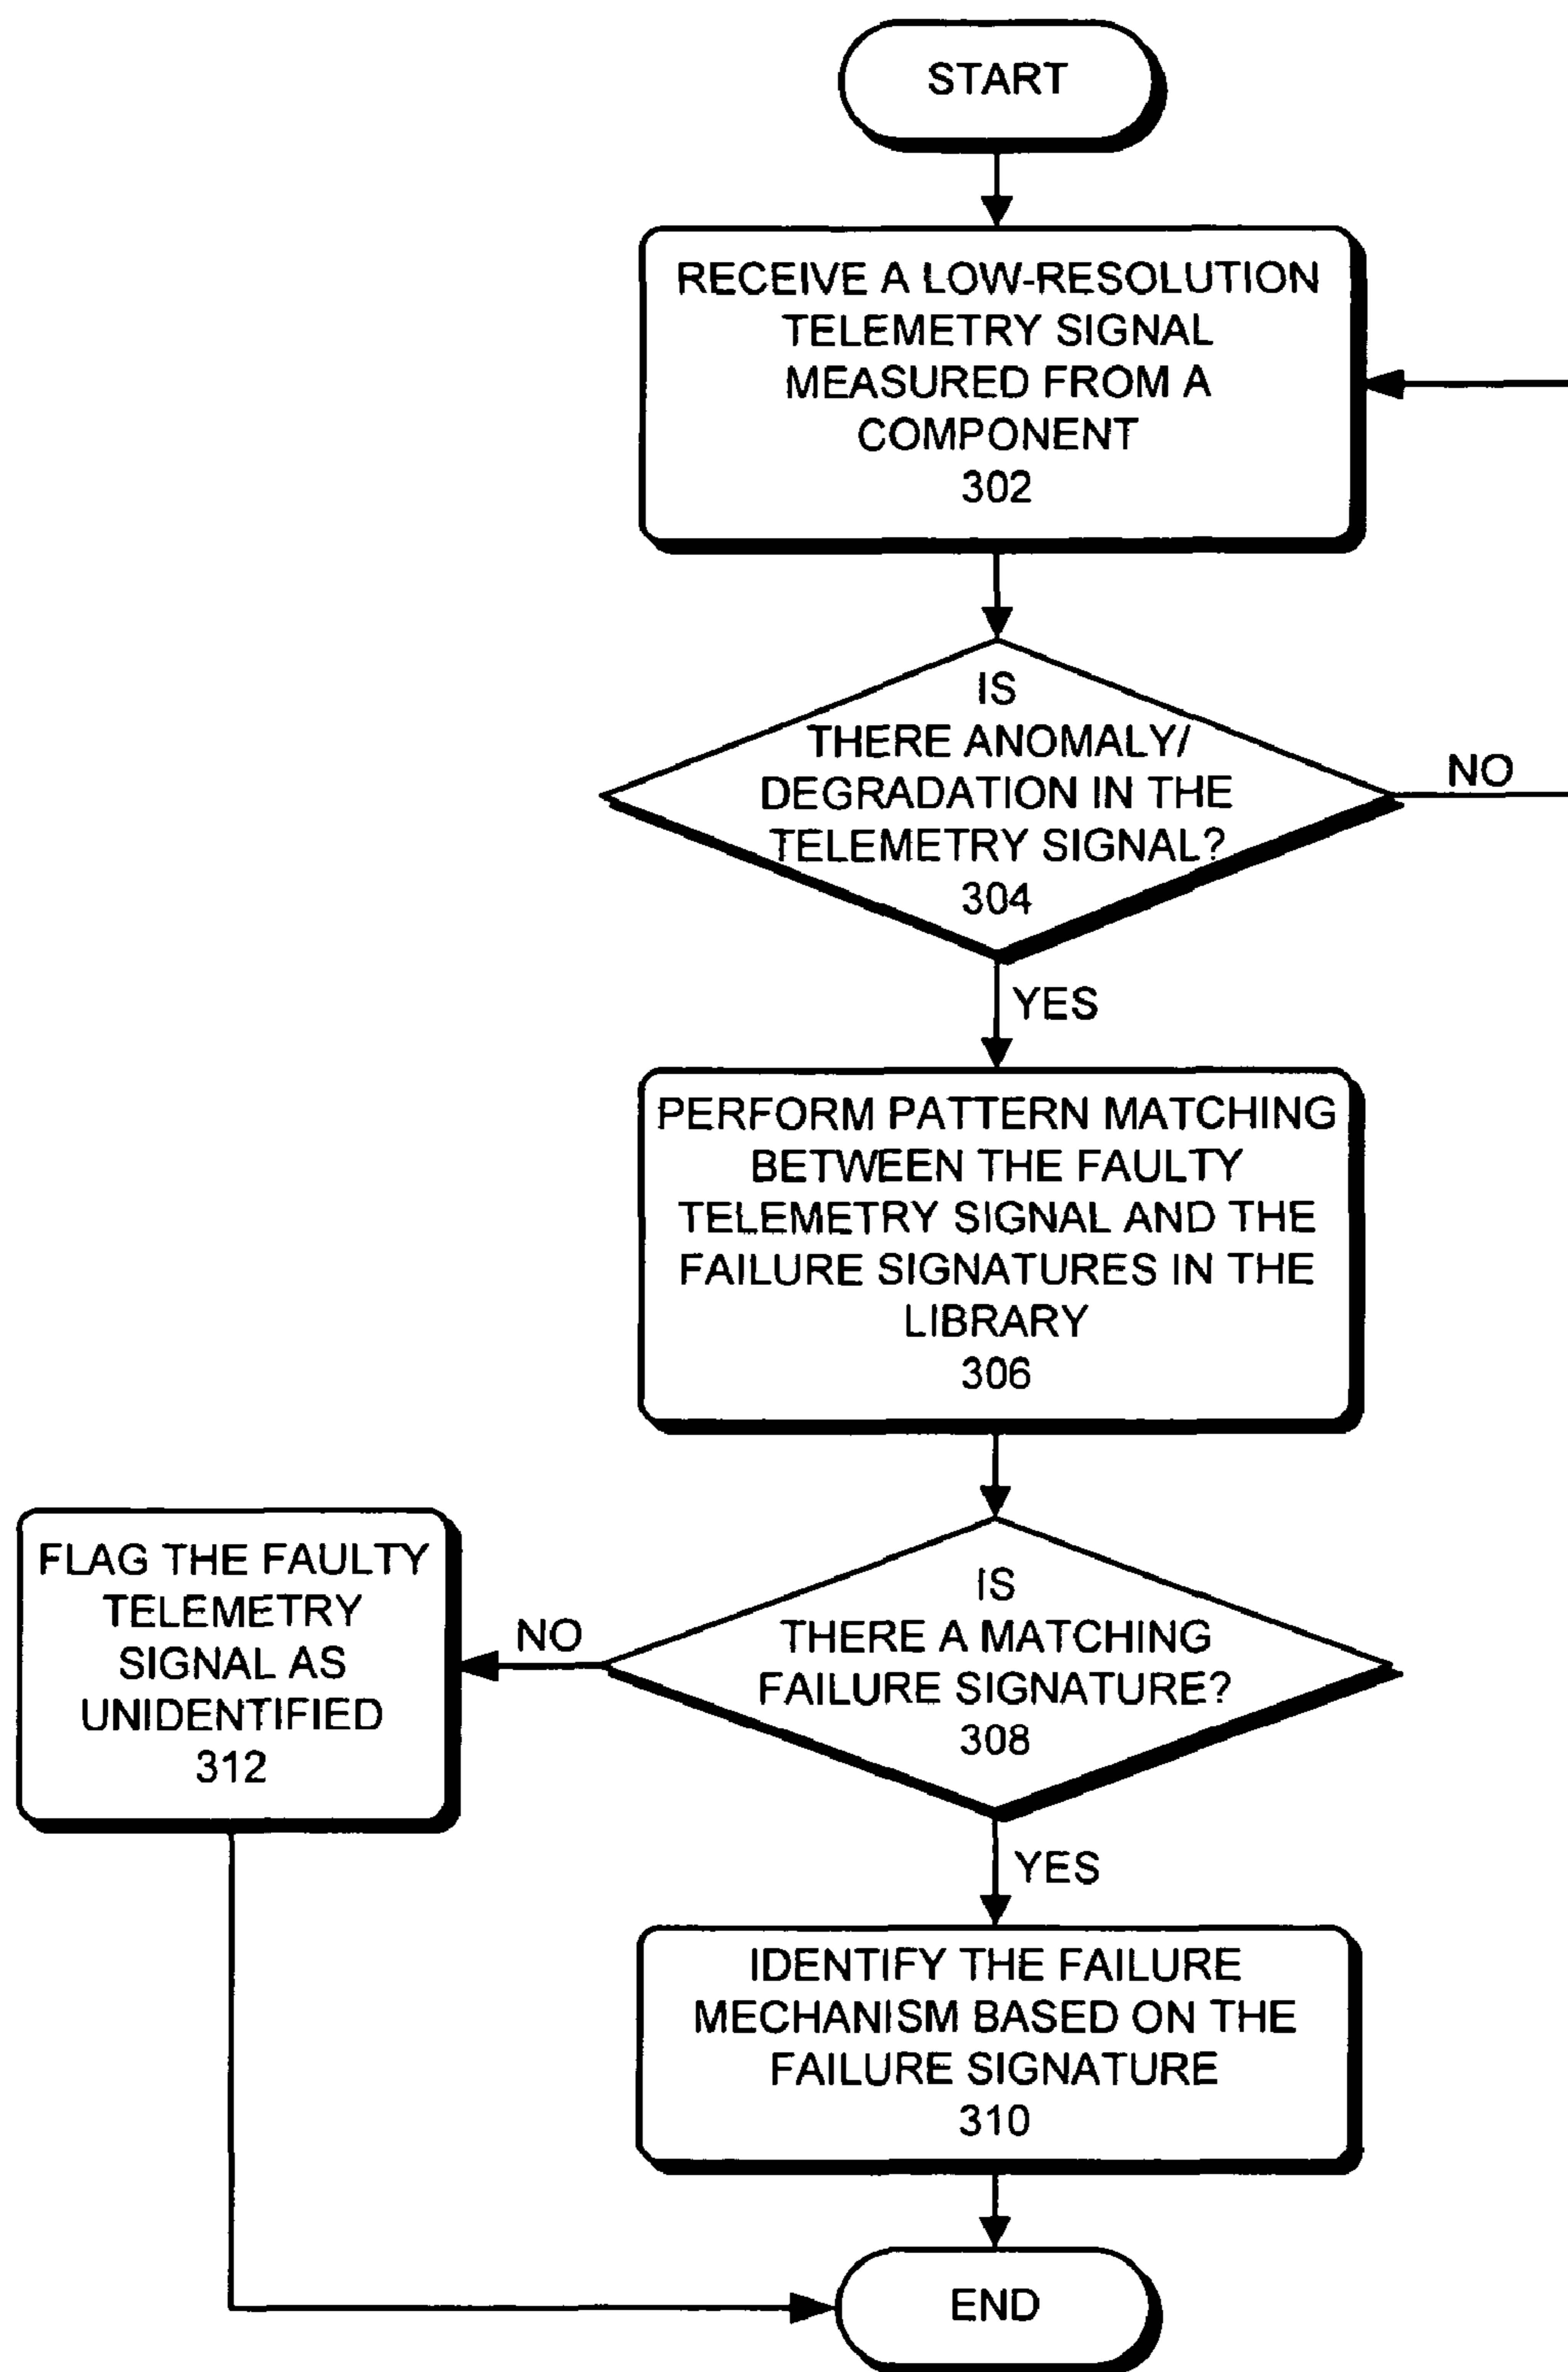 START
RECEIVE A LOW-RESOLUTION
TELEMETRY SIGNAL
MEASURED FROM A
COMPONENT
302
IS
THERE ANOMALY/
DEGRADATION IN THE
TELEMETRY SIGNAL?
304
NO
YES
PERFORM PATTERN MATCHING
BETWEEN THE FAULTY
TELEMETRY SIGNAL AND THE
FAILURE SIGNATURES IN THE
LIBRARY
306
IS
THERE A MATCHING
FAILURE SIGNATURE?
308
NO
FLAG THE FAULTY
TELEMETRY
SIGNAL AS
UNIDENTIFIED
312
YES
IDENTIFY THE FAILURE
MECHANISM BASED ON THE
FAILURE SIGNATURE
310
END